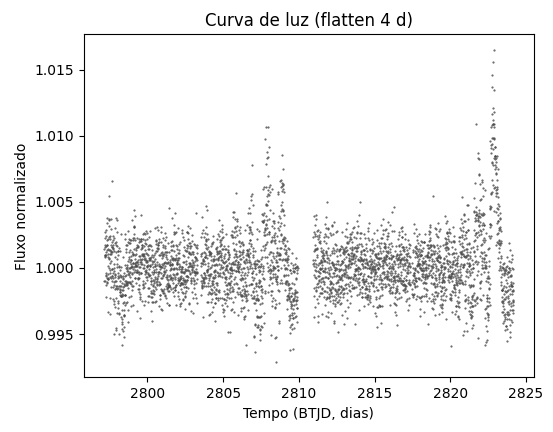 Curva de luz (flatten 4 d)
Fluxo normalizado
1.015
1.010
1.005
1.000
0.995
2800 2805 2810 2815 2820 2825
Tempo (BTJD, dias)